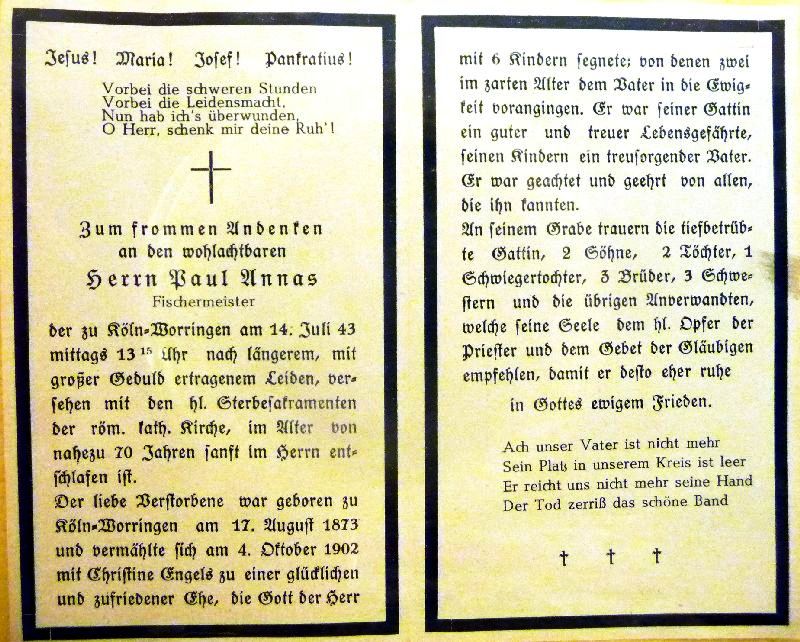 Jesus! Maria! Josef! Pankratius!
Vorbei die schweren Stunden
Vorbei die Leidensmacht,
Nun hab ich's überwunden,
O Herr, schenk mir deine Ruh'!
Zum frommen Andenken
an den wohlachtbaren
Herrn Paul Annas
Fischermeister
der zu Köln-Worringen am 14. Juli 43
mittags 13¹⁵ Uhr nach längerem, mit
großer Geduld ertragenem Leiden, ver-
sehen mit den hl. Sterbesakramenten
der röm. kath. Kirche, im Alter von
nahezu 70 Jahren sanft im Herrn ent-
schlafen ist.
Der liebe Verstorbene war geboren zu
Köln-Worringen am 17. August 1873
und vermählte sich am 4. Oktober 1902
mit Christine Engels zu einer glücklichen
und zufriedener Ehe, die Gott der Herr
mit 6 Kindern segnete; von denen zwei
im zarten Alter dem Vater in die Ewig-
keit vorangingen. Er war seiner Gattin
ein guter und treuer Lebensgefährte,
seinen Kindern ein treusorgender Vater.
Er war geachtet und geehrt von allen,
die ihn kannten.
An seinem Grabe trauern die tiefbetrüb-
te Gattin, 2 Söhne, 2 Töchter, 1
Schwiegertochter, 3 Brüder, 3 Schwe-
stern und die übrigen Anverwandten,
welche seine Seele dem hl. Opfer der
Priester und dem Gebet der Gläubigen
empfehlen, damit er desto eher ruhe
in Gottes ewigem Frieden.
Ach unser Vater ist nicht mehr
Sein Platz in unserem Kreis ist leer
Er reicht uns nicht mehr seine Hand
Der Tod zerriß das schöne Band